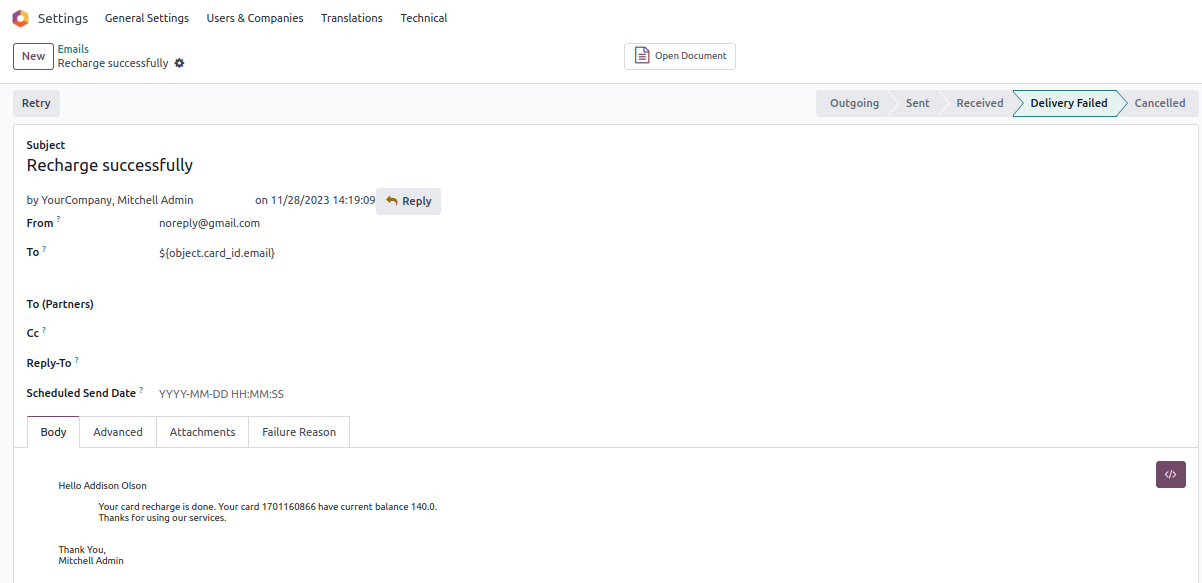 Settings General Settings Users & Companies Translations Technical
New Emails
Recharge successfully
Open Document
Retry Outgoing Sent Received Delivery Failed Cancelled
Subject
Recharge successfully
by YourCompany, Mitchell Admin on 11/28/2023 14:19:09 Reply
From ? noreply@gmail.com
To ? ${object.card_id.email}
To (Partners)
Cc ?
Reply-To ?
Scheduled Send Date ? YYYY-MM-DD HH:MM:SS
Body Advanced Attachments Failure Reason
</>
Hello Addison Olson
Your card recharge is done. Your card 1701160866 have current balance 140.0.
Thanks for using our services.
Thank You,
Mitchell Admin